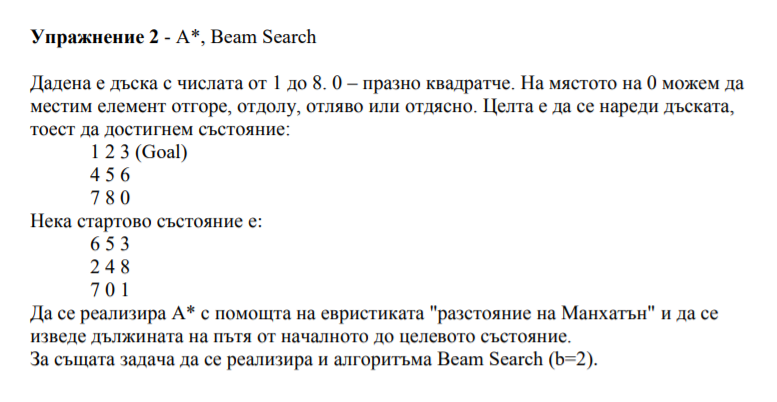 Упражнение 2 - A*, Beam Search
Дадена е дъска с числата от 1 до 8. 0 – празно квадратче. На мястото на 0 можем да
местим елемент отгоре, отдолу, отляво или отдясно. Целта е да се нареди дъската,
тоест да достигнем състояние:
1 2 3 (Goal)
4 5 6
7 8 0
Нека стартово състояние е:
6 5 3
2 4 8
7 0 1
Да се реализира A* с помощта на евристиката "разстояние на Манхатън" и да се
изведе дължината на пътя от началното до целевото състояние.
За същата задача да се реализира и алгоритъма Beam Search (b=2).